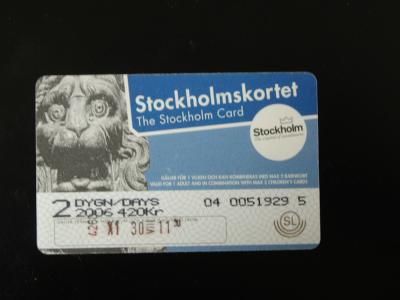 Stockholmskortet
The Stockholm Card
Stockholm
GÄLLER FÖR 1 VUXEN OCH KAN KOMBINERAS MED MAX 2 BARNKORT
VALID FOR 1 ADULT AND IN COMBINATION WITH MAX 2 CHILDREN'S CARDS
2 DYGN/DAYS
2006 420Kr
04 0051929 5
SL